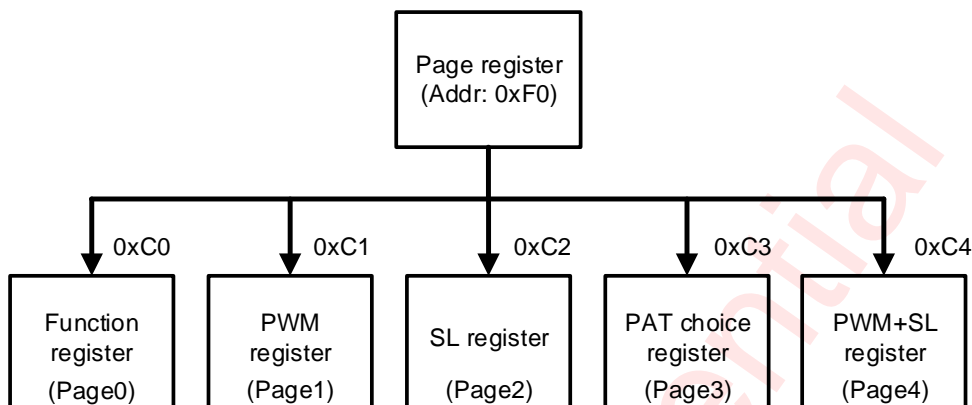 Page register
(Addr: 0xF0)
0xC0
0xC1
0xC2
0xC3
0xC4
Function
register
(Page0)
PWM
register
(Page1)
SL register
(Page2)
PAT choice
register
(Page3)
PWM+SL
register
(Page4)
ential